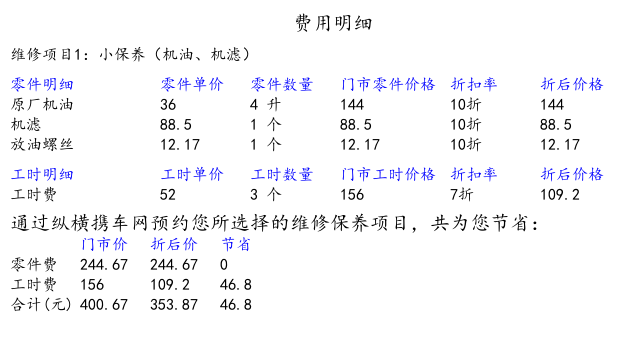 费用明细
维修项目1: 小保养（机油、机滤）
零件明细 零件单价 零件数量 门市零件价格 折扣率 折后价格
原厂机油 36 4 升 144 10折 144
机滤 88.5 1 个 88.5 10折 88.5
放油螺丝 12.17 1 个 12.17 10折 12.17
工时明细 工时单价 工时数量 门市工时价格 折扣率 折后价格
工时费 52 3 个 156 7折 109.2
通过纵横携车网预约您所选择的维修保养项目, 共为您节省:
门市价 折后价 节省
零件费 244.67 244.67 0
工时费 156 109.2 46.8
合计(元) 400.67 353.87 46.8